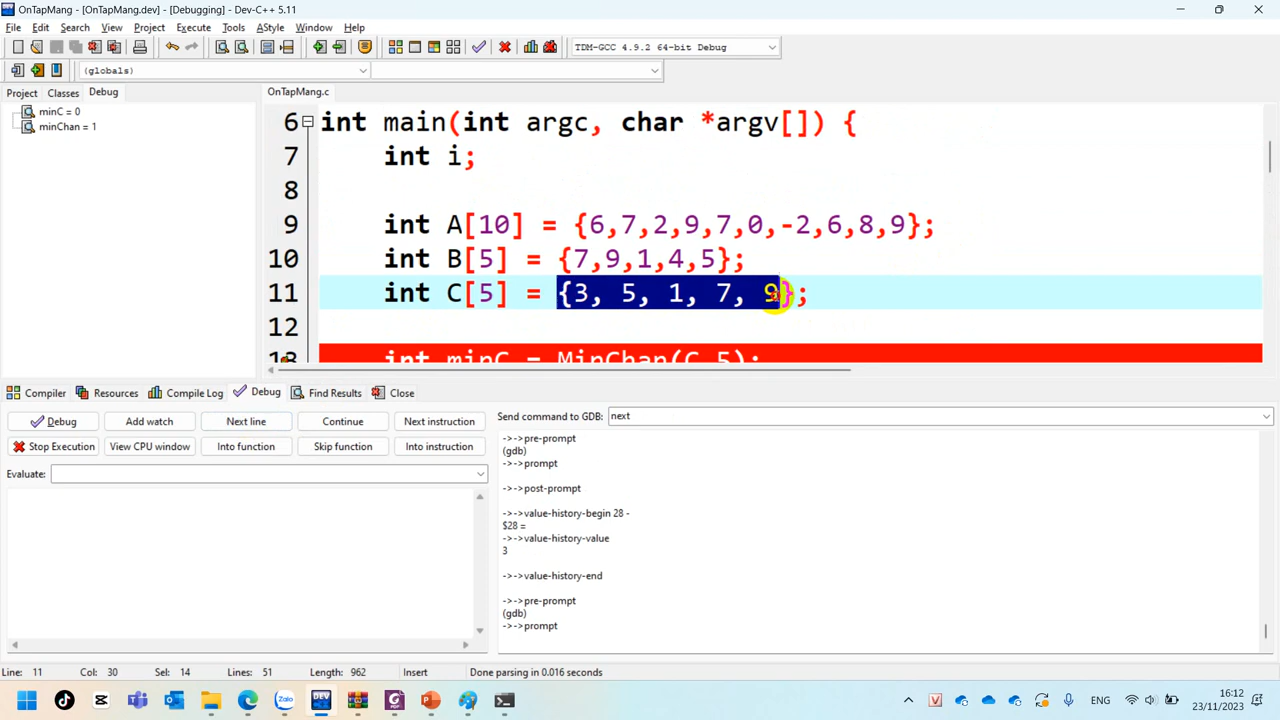 OnTapMang - [OnTapMang.dev] - [Debugging] - Dev-C++ 5.11
File Edit Search View Project Execute Tools AStyle Window Help
TDM-GCC 4.9.2 64-bit Debug
(globals)
Project Classes Debug
OnTapMang.c
minC = 0
minChan = 1
6 int main(int argc, char *argv[]) {
7 int i;
8
9 int A[10] = {6,7,2,9,7,0,-2,6,8,9};
10 int B[5] = {7,9,1,4,5};
11 int C[5] = {3, 5, 1, 7, 9};
12
13 int minC = MinChan(C,5);
Compiler Resources Compile Log Debug Find Results Close
Debug Add watch Next line Continue Next instruction
Stop Execution View CPU window Into function Skip function Into instruction
Evaluate:
Send command to GDB: next
->->pre-prompt
(gdb)
->->prompt
->->post-prompt
->->value-history-begin 28 -
$28 =
->->value-history-value
3
->->value-history-end
->->pre-prompt
(gdb)
->->prompt
Line: 11 Col: 30 Sel: 14 Lines: 51 Length: 962 Insert Done parsing in 0.016 seconds
Zalo
DEV
ENG
16:12
23/11/2023